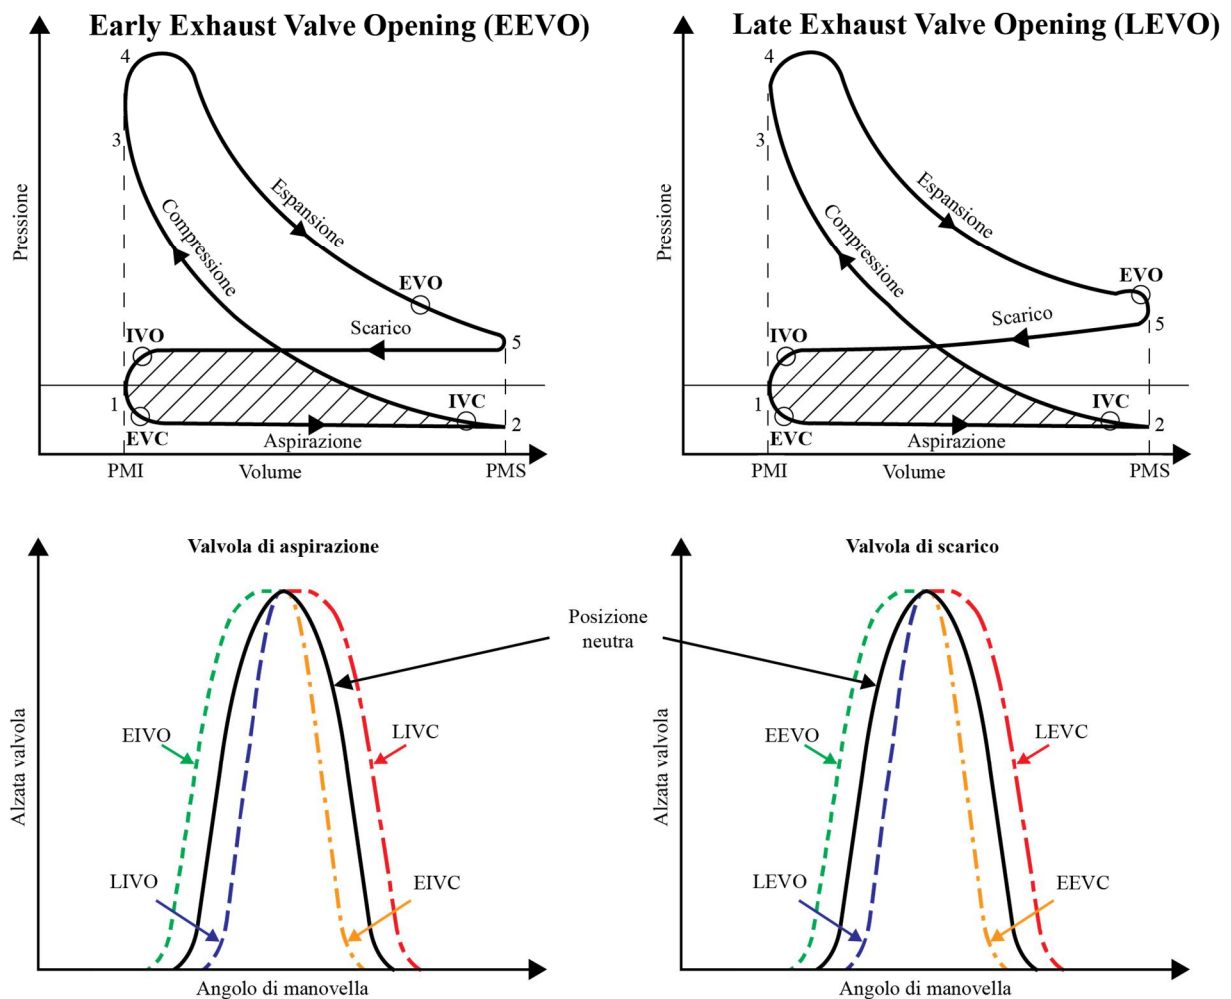 Early Exhaust Valve Opening (EEVO)
4
3
Pressione
Espansione
Compressione
EVO
Scarico
IVO
5
1
IVC
2
EVC
Aspirazione
PMI
Volume
PMS
Late Exhaust Valve Opening (LEVO)
4
3
Pressione
Espansione
Compressione
EVO
Scarico
IVO
5
1
IVC
2
EVC
Aspirazione
PMI
Volume
PMS
Valvola di aspirazione
Alzata valvola
EIVO
LIVC
LIVO
EIVC
Angolo di manovella
Posizione
neutra
Valvola di scarico
Alzata valvola
EEVO
LEVC
LEVO
EEVC
Angolo di manovella